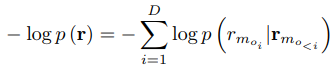 − log p (𝐫) = − ∑_{i=1}^{D} log p (r_{m_{o_i}} | 𝐫_{m_{o_{<i}}})